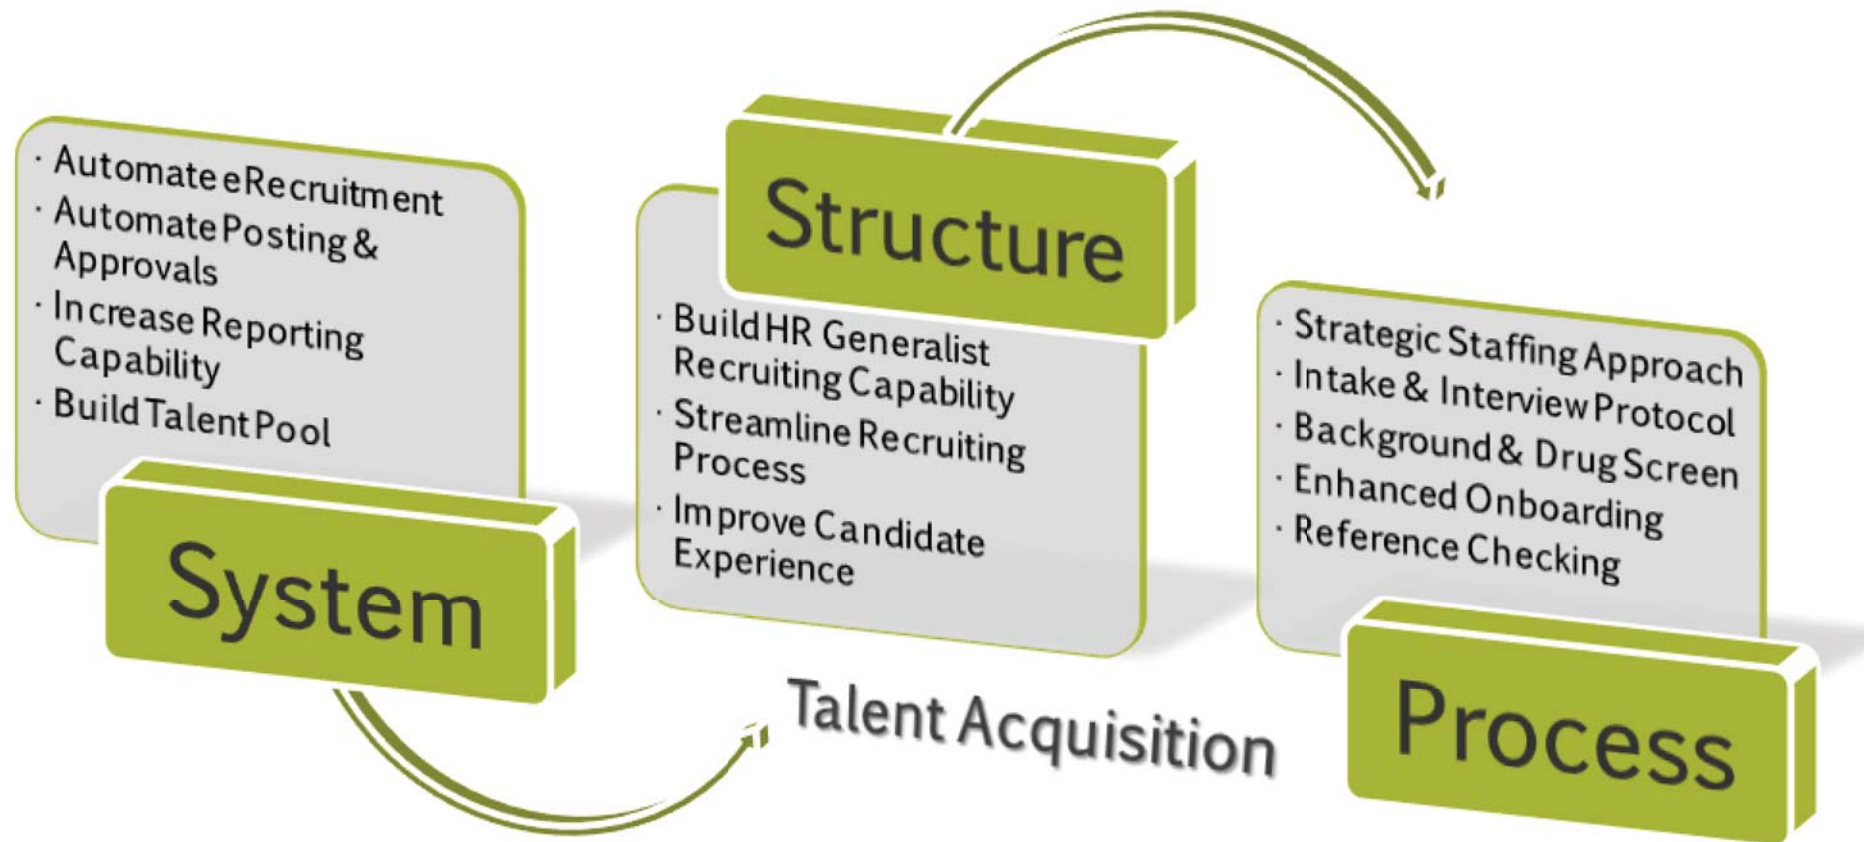 · Automate eRecruitment
· Automate Posting &
Approvals
· Increase Reporting
Capability
· Build Talent Pool
System
Structure
· Build HR Generalist
Recruiting Capability
· Streamline Recruiting
Process
· Improve Candidate
Experience
· Strategic Staffing Approach
· Intake & Interview Protocol
· Background & Drug Screen
· Enhanced Onboarding
· Reference Checking
Process
Talent Acquisition